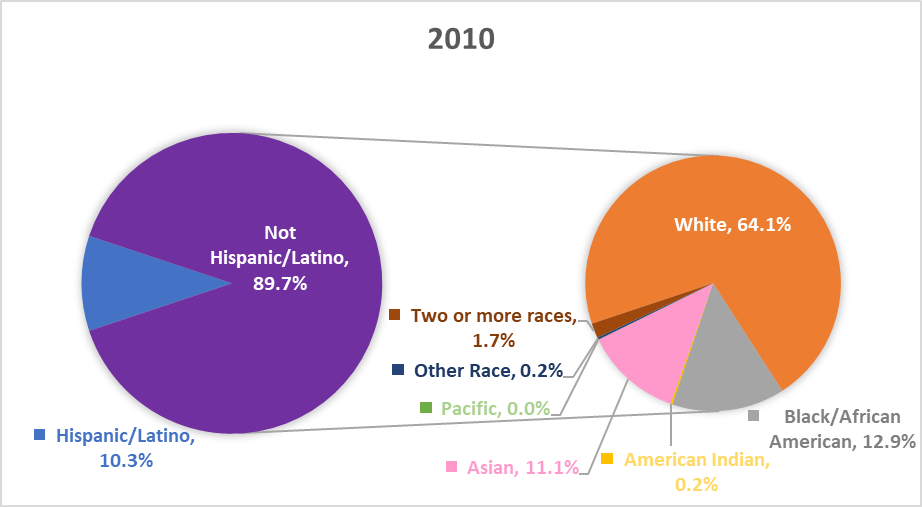 2010
Not
Hispanic/Latino,
89.7%
Hispanic/Latino,
10.3%
White, 64.1%
Two or more races,
1.7%
Other Race, 0.2%
Pacific, 0.0%
Asian, 11.1%
American Indian,
0.2%
Black/African
American, 12.9%